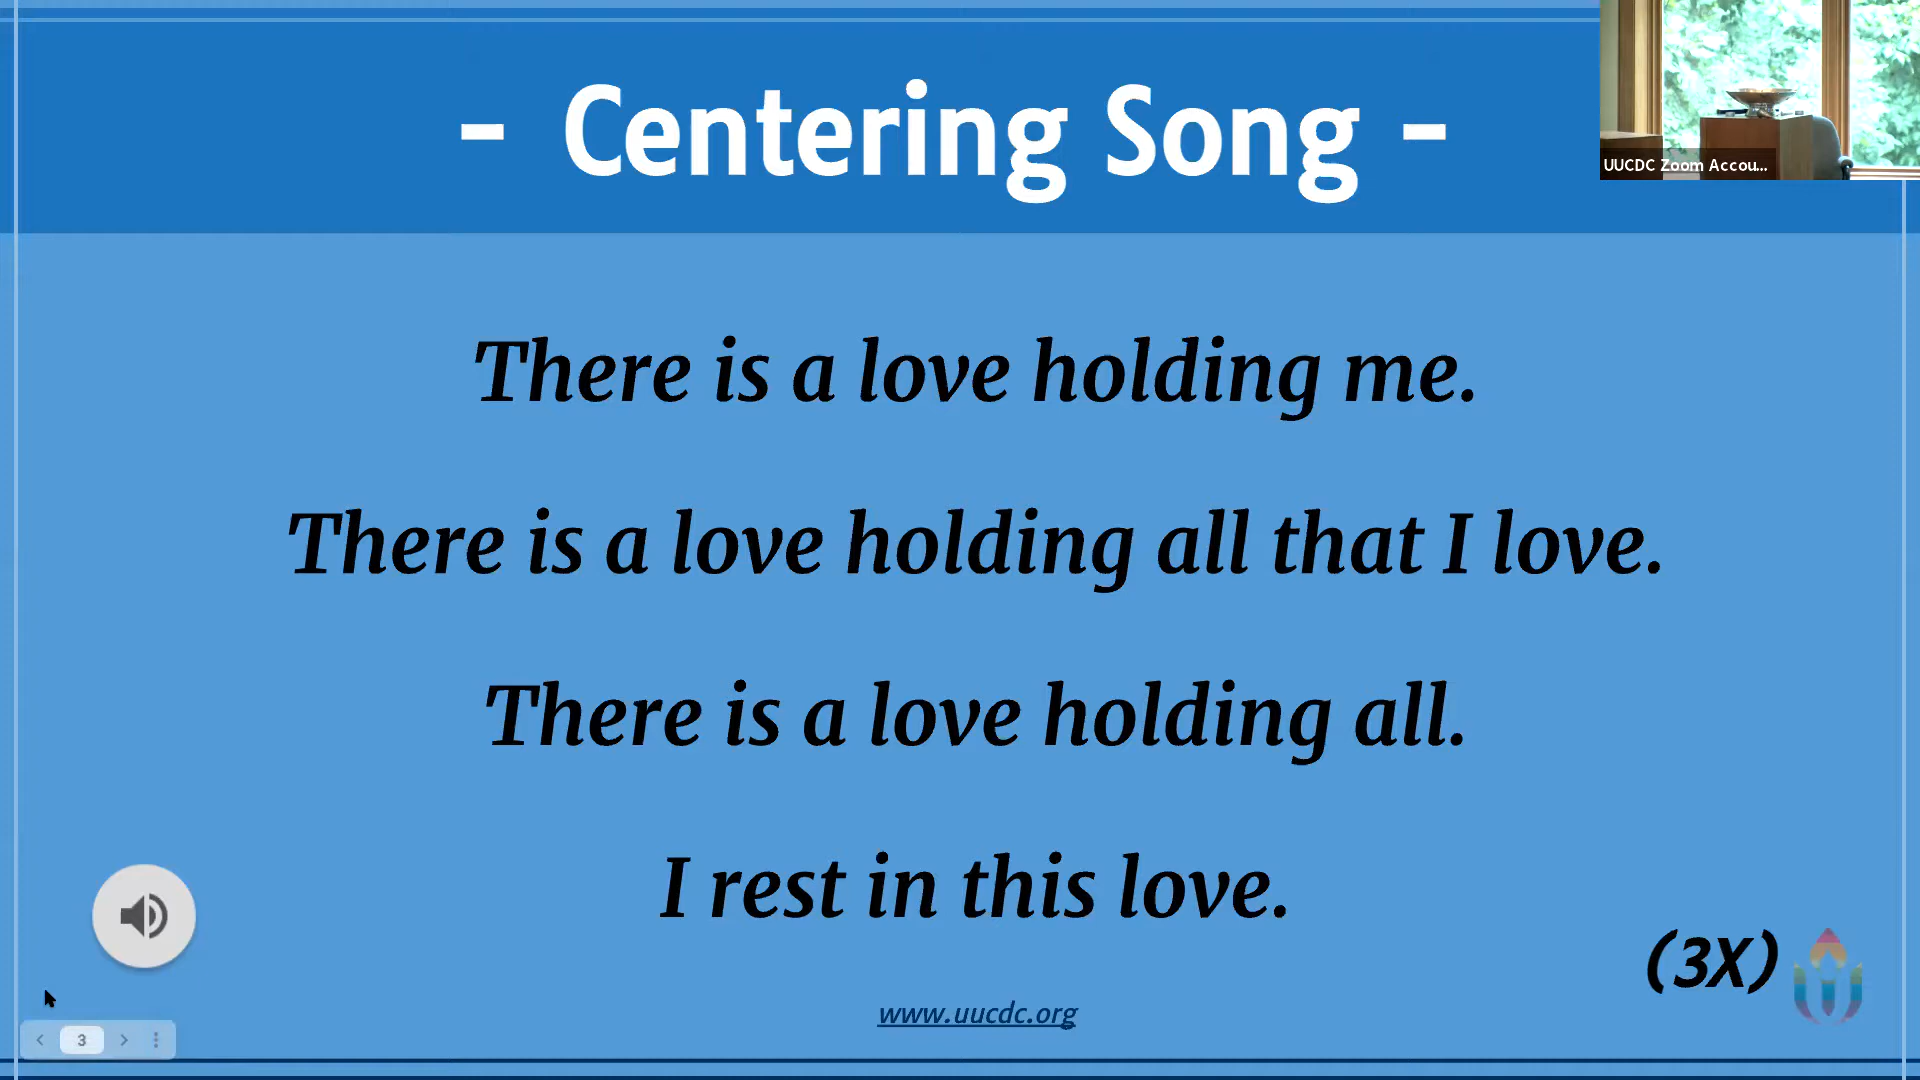 - Centering Song -
UUCDC Zoom Accou...
There is a love holding me.
There is a love holding all that I love.
There is a love holding all.
I rest in this love.
(3X)
www.uucdc.org
3